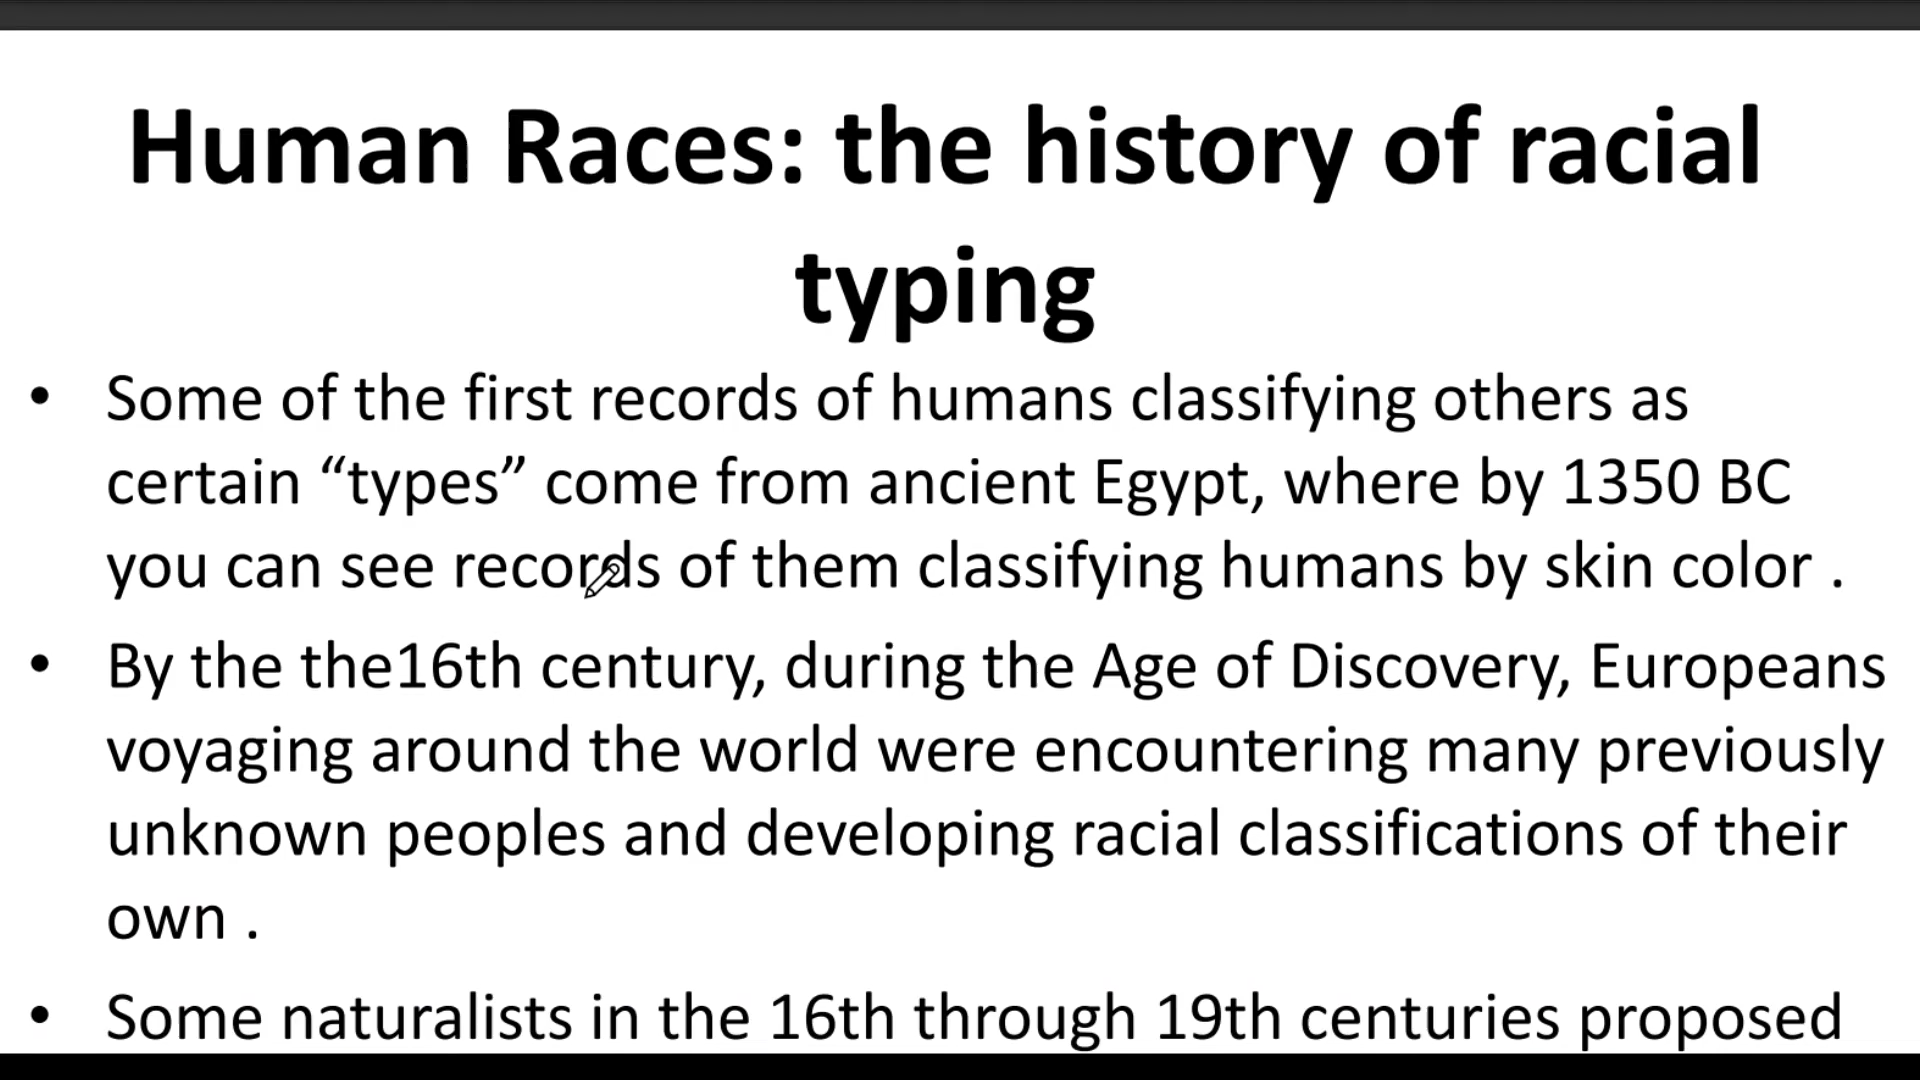 Human Races: the history of racial
typing
• Some of the first records of humans classifying others as
certain “types” come from ancient Egypt, where by 1350 BC
you can see records of them classifying humans by skin color .
• By the the16th century, during the Age of Discovery, Europeans
voyaging around the world were encountering many previously
unknown peoples and developing racial classifications of their
own .
• Some naturalists in the 16th through 19th centuries proposed